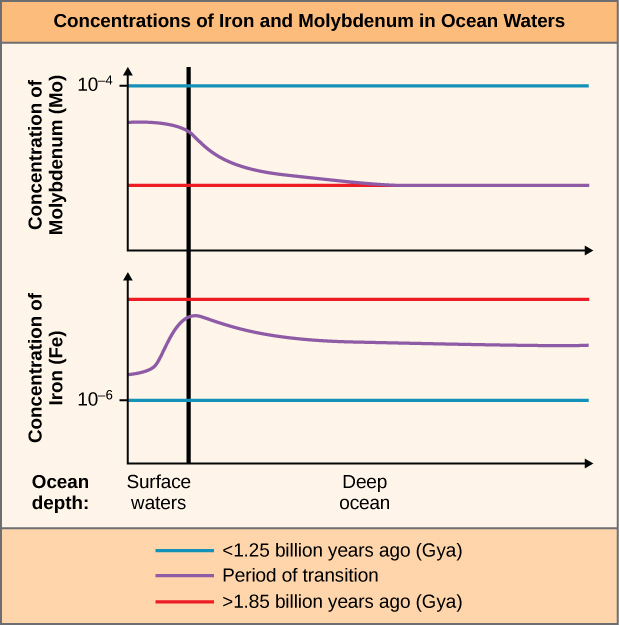 Concentrations of Iron and Molybdenum in Ocean Waters
Concentration of
Molybdenum (Mo)
10–4
Concentration of
Iron (Fe)
10–6
Ocean
depth:
Surface
waters
Deep
ocean
<1.25 billion years ago (Gya)
Period of transition
>1.85 billion years ago (Gya)